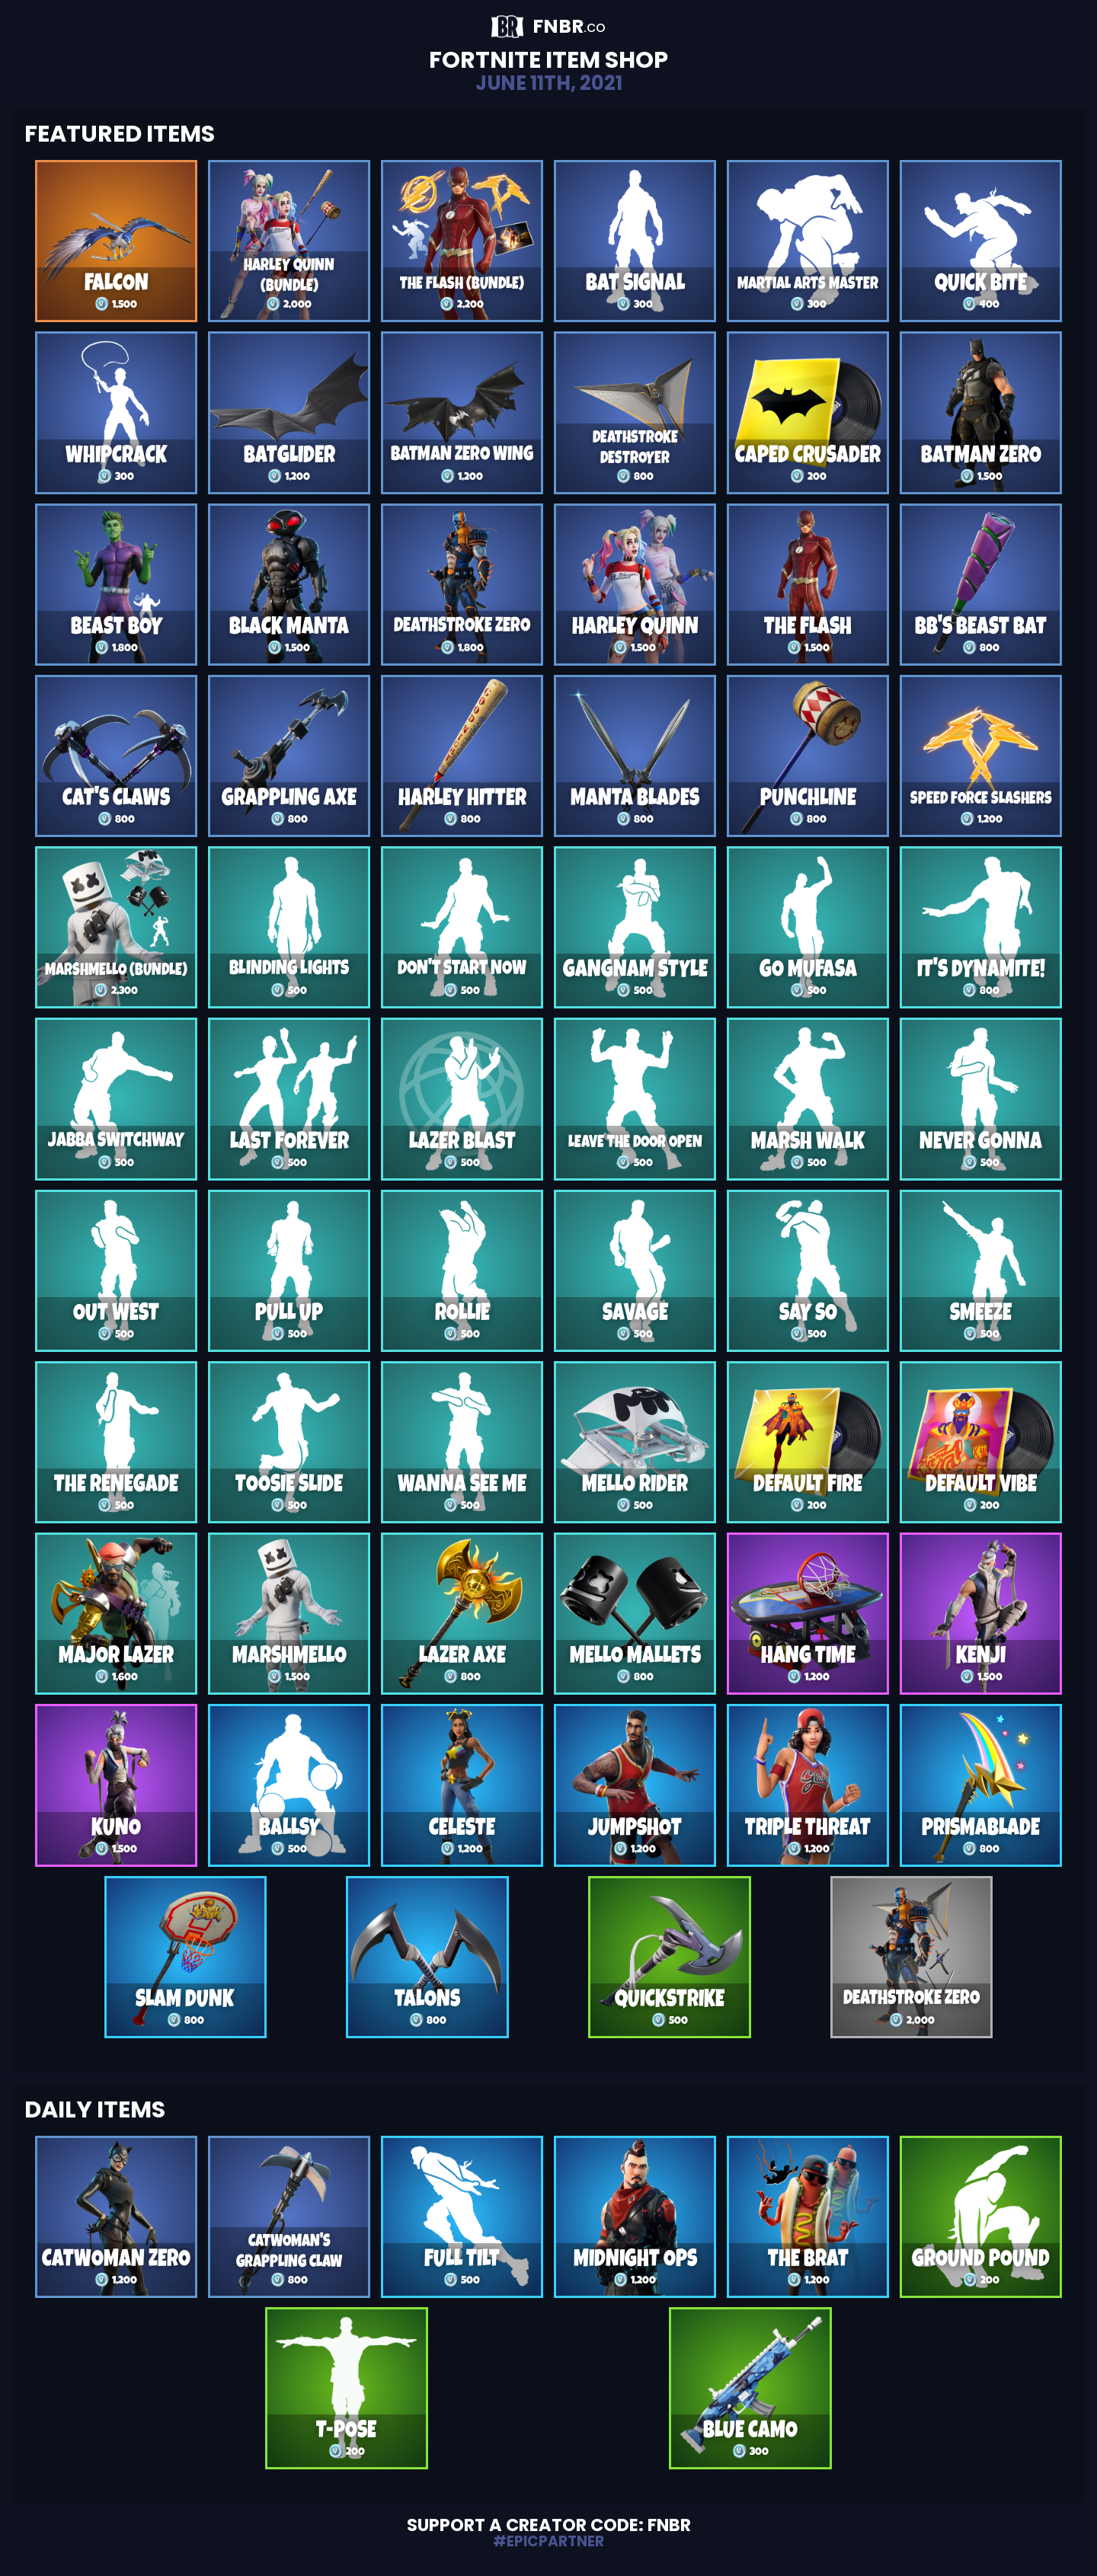 BR FNBR.co
FORTNITE ITEM SHOP
JUNE 11TH, 2021
FEATURED ITEMS
FALCON
1,500
HARLEY QUINN
(BUNDLE)
2,000
THE FLASH (BUNDLE)
2,200
BAT SIGNAL
300
MARTIAL ARTS MASTER
300
QUICK BITE
400
WHIPCRACK
300
BATGLIDER
1,200
BATMAN ZERO WING
1,200
DEATHSTROKE
DESTROYER
800
CAPED CRUSADER
200
BATMAN ZERO
1,500
BEAST BOY
1,800
BLACK MANTA
1,500
DEATHSTROKE ZERO
1,800
HARLEY QUINN
1,500
THE FLASH
1,500
BB'S BEAST BAT
800
CAT'S CLAWS
800
GRAPPLING AXE
800
HARLEY HITTER
800
MANTA BLADES
800
PUNCHLINE
800
SPEED FORCE SLASHERS
1,200
MARSHMELLO (BUNDLE)
2,300
BLINDING LIGHTS
500
DON'T START NOW
500
GANGNAM STYLE
500
GO MUFASA
500
IT'S DYNAMITE!
800
JABBA SWITCHWAY
500
LAST FOREVER
500
LAZER BLAST
500
LEAVE THE DOOR OPEN
500
MARSH WALK
500
NEVER GONNA
500
OUT WEST
500
PULL UP
500
ROLLIE
500
SAVAGE
500
SAY SO
500
SMEEZE
500
THE RENEGADE
500
TOOSIE SLIDE
500
WANNA SEE ME
500
MELLO RIDER
500
DEFAULT FIRE
200
DEFAULT VIBE
200
MAJOR LAZER
1,600
MARSHMELLO
1,500
LAZER AXE
800
MELLO MALLETS
800
HANG TIME
1,200
KENJI
1,500
KUNO
1,500
BALLSY
500
CELESTE
1,200
JUMPSHOT
1,200
TRIPLE THREAT
1,200
PRISMABLADE
800
SLAM DUNK
800
TALONS
800
QUICKSTRIKE
500
DEATHSTROKE ZERO
2,000
DAILY ITEMS
CATWOMAN ZERO
1,200
CATWOMAN'S
GRAPPLING CLAW
800
FULL TILT
500
MIDNIGHT OPS
1,200
THE BRAT
1,200
GROUND POUND
200
T-POSE
200
BLUE CAMO
300
SUPPORT A CREATOR CODE: FNBR
#EPICPARTNER